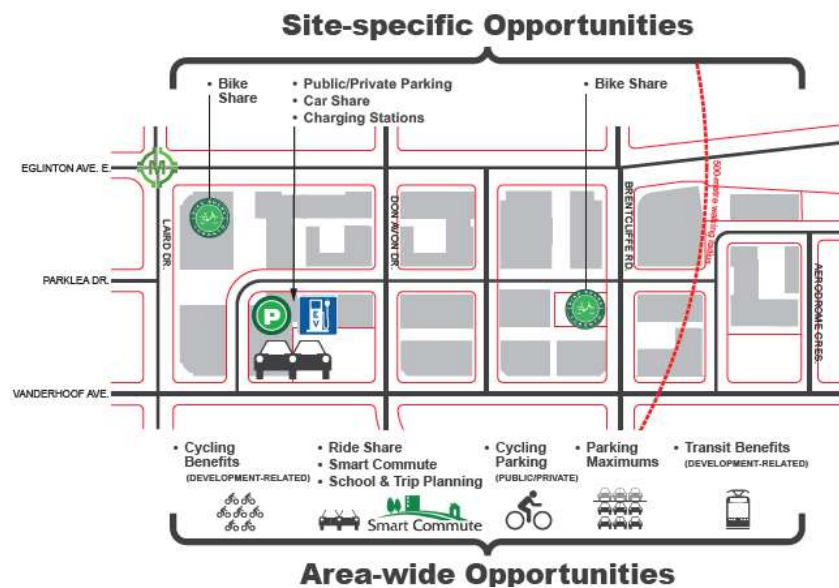 Site-specific Opportunities
• Bike
Share
• Public/Private Parking
• Car Share
• Charging Stations
• Bike Share
EGLINTON AVE. E.
M
LAIRD DR.
DON AVON DR.
BRENTCLIFFE RD.
500-metre walking radius
PARKLEA DR.
AERODROME CRES.
P
EV
VANDERHOOF AVE.
• Cycling
Benefits
(DEVELOPMENT-RELATED)
• Ride Share
• Smart Commute
• School & Trip Planning
• Cycling
Parking
(PUBLIC/PRIVATE)
• Parking
Maximums
• Transit Benefits
(DEVELOPMENT-RELATED)
Smart Commute
Area-wide Opportunities